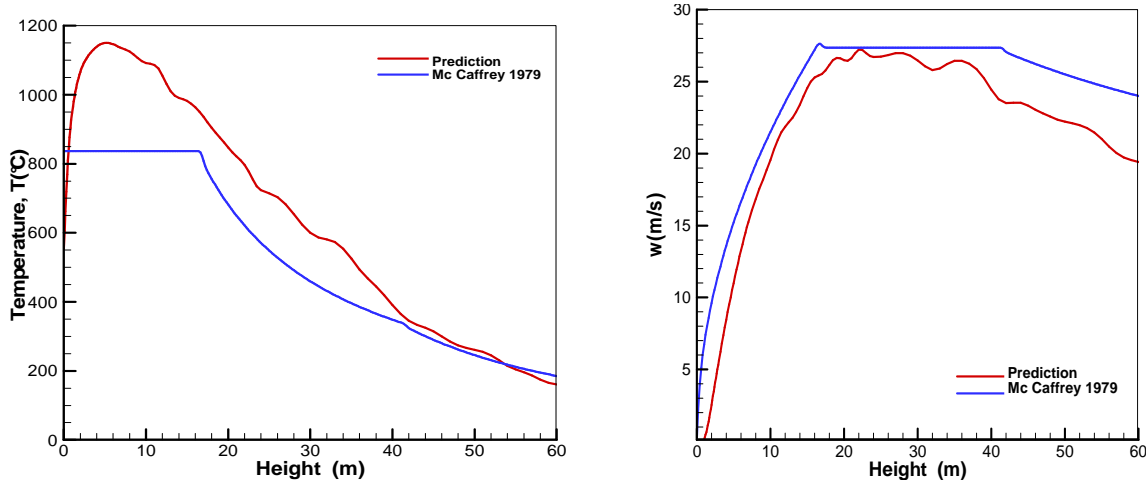 1200
1000
800
600
400
200
0
Temperature, T(°C)
Prediction
Mc Caffrey 1979
0 10 20 30 40 50 60
Height (m)
30
25
20
15
10
5
w(m/s)
Prediction
Mc Caffrey 1979
0 10 20 30 40 50 60
Height (m)